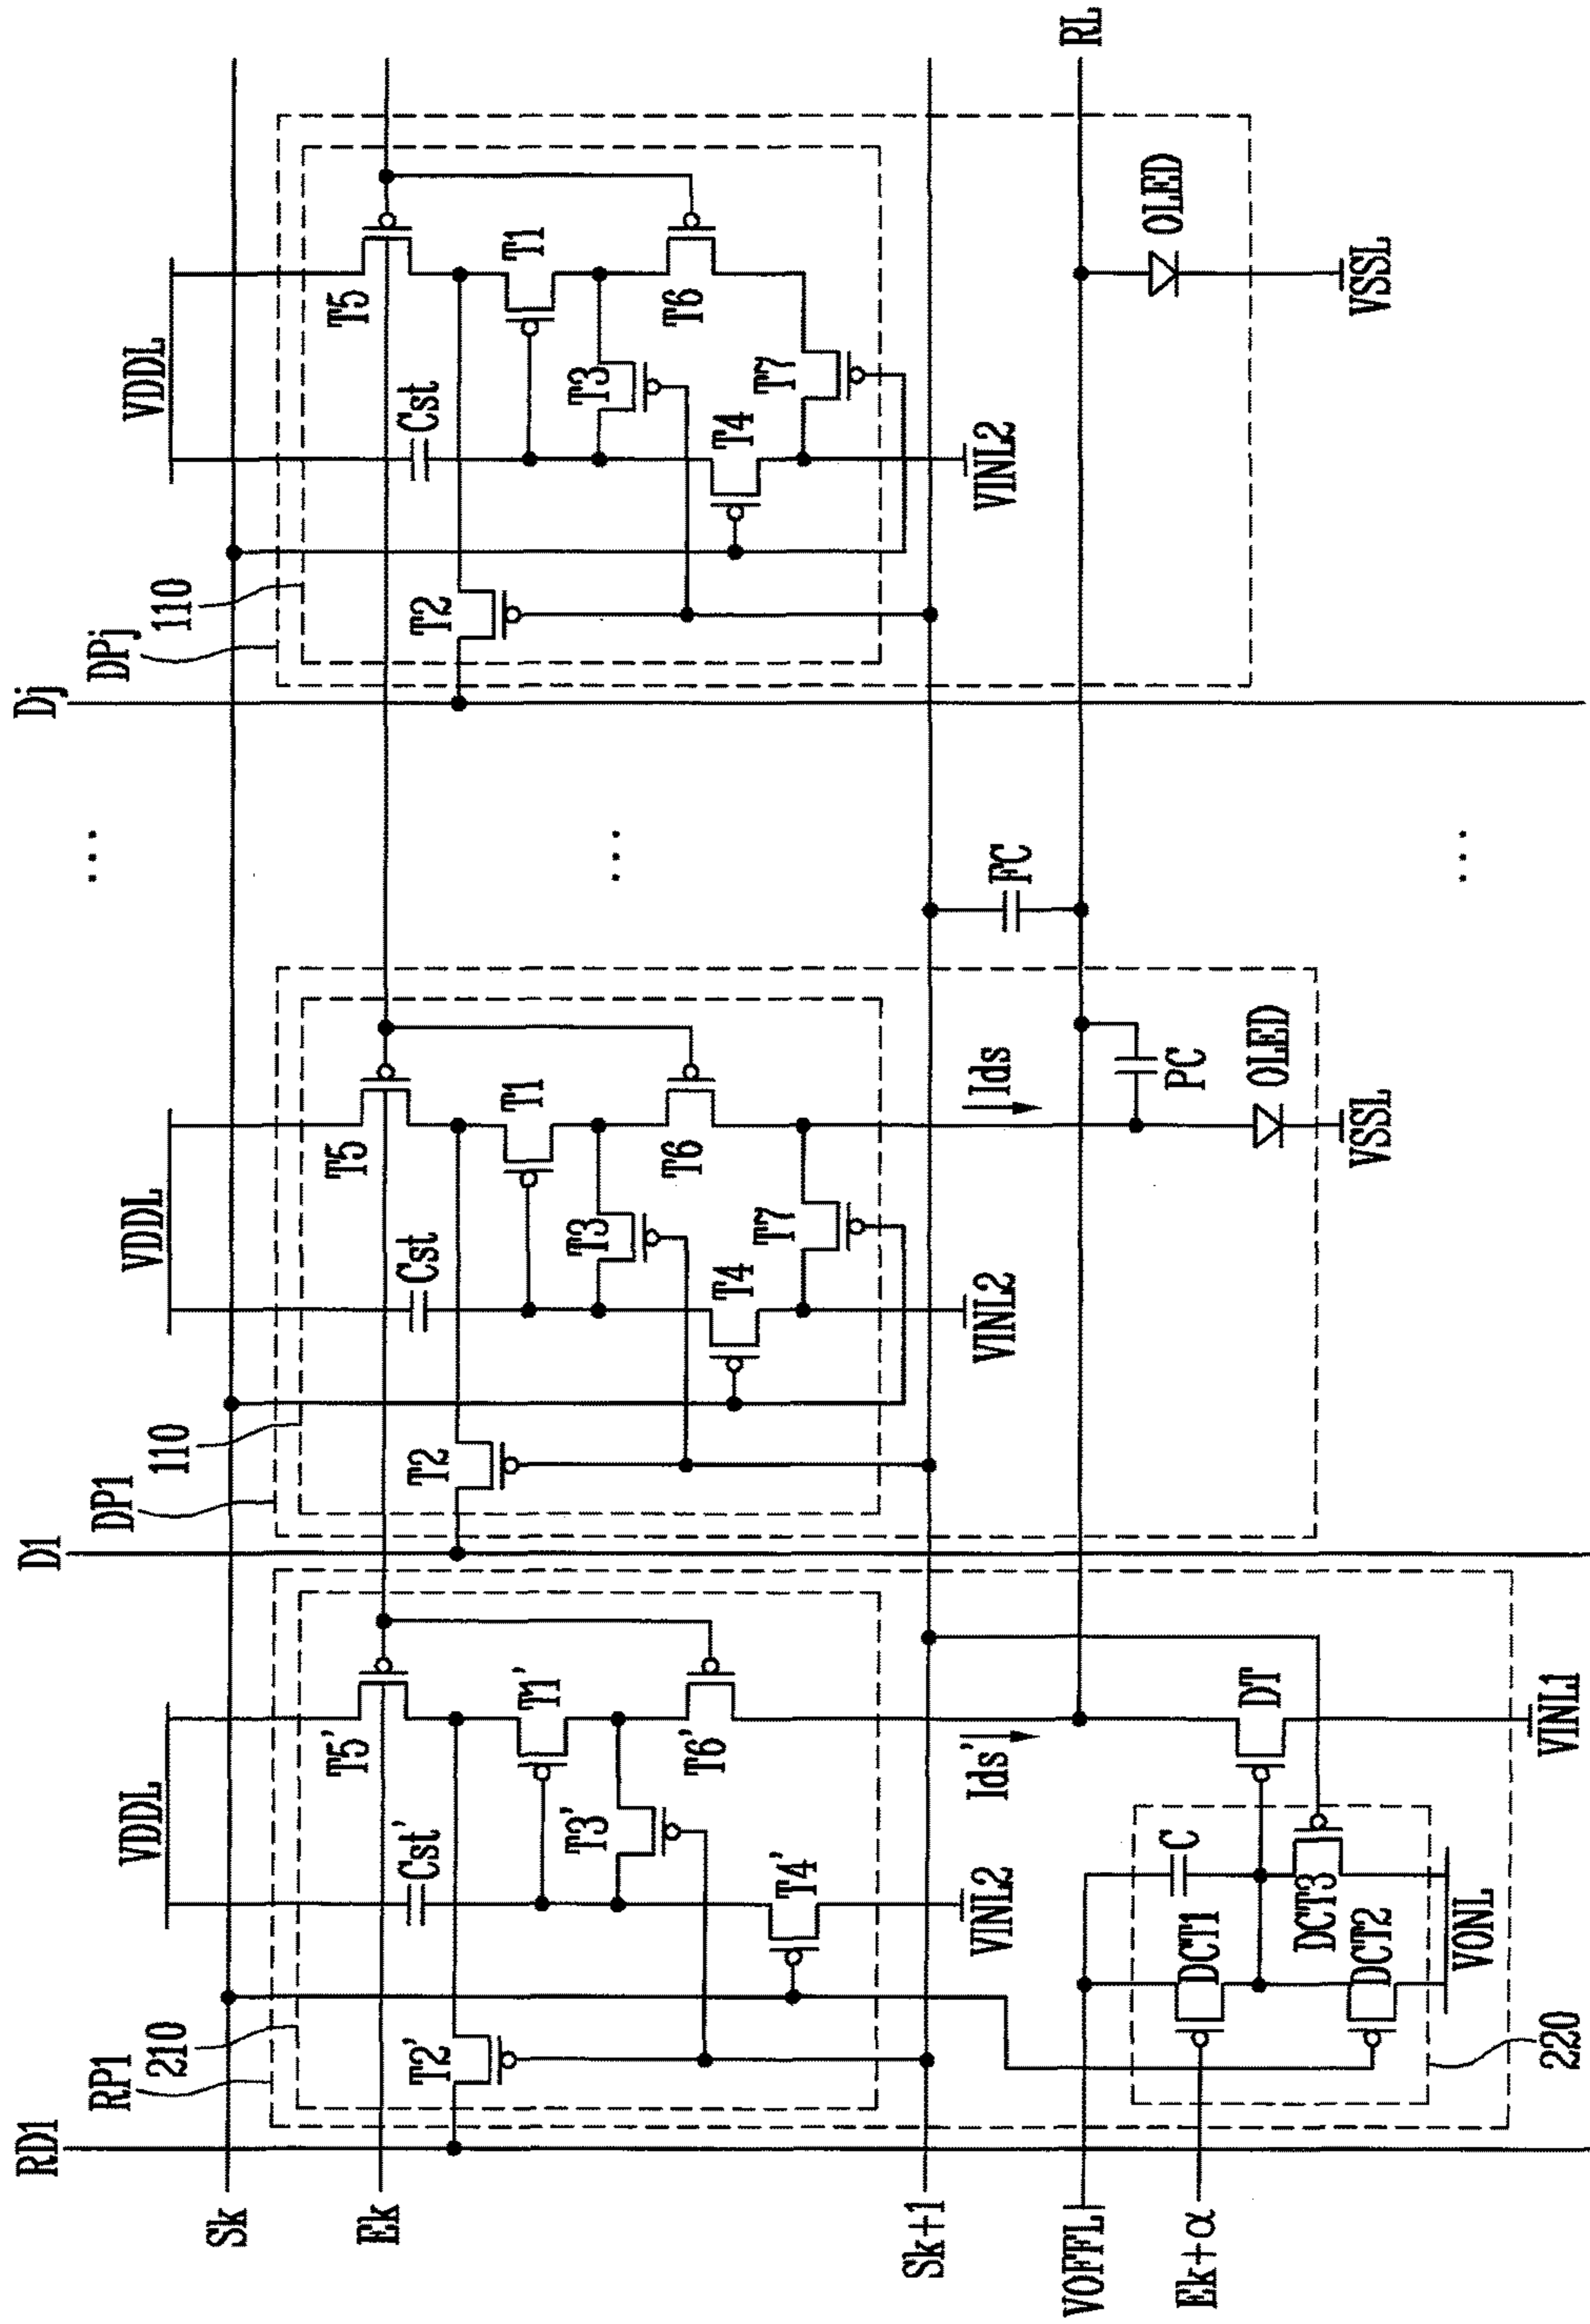 RD1
D1
Dj
RP1
210
DP1
110
DPj
110
VDDL
VDDL
VDDL
Sk
Ek
T5'
T5
T5
Cst'
Cst
Cst
T2'
T1'
T2
T1
T2
T1
T3'
T3
T3
T6'
T6
T6
T4'
T4
T7
T4
T7
Sk+1
VINL2
Ids'
VINL2
Ids
VINL2
FC
RL
VOFFL
Ek+α
C
DCT1
DT
PC
OLED
OLED
DCT3
DCT2
VSSL
VSSL
VONL
220
VINL1
...
...
...